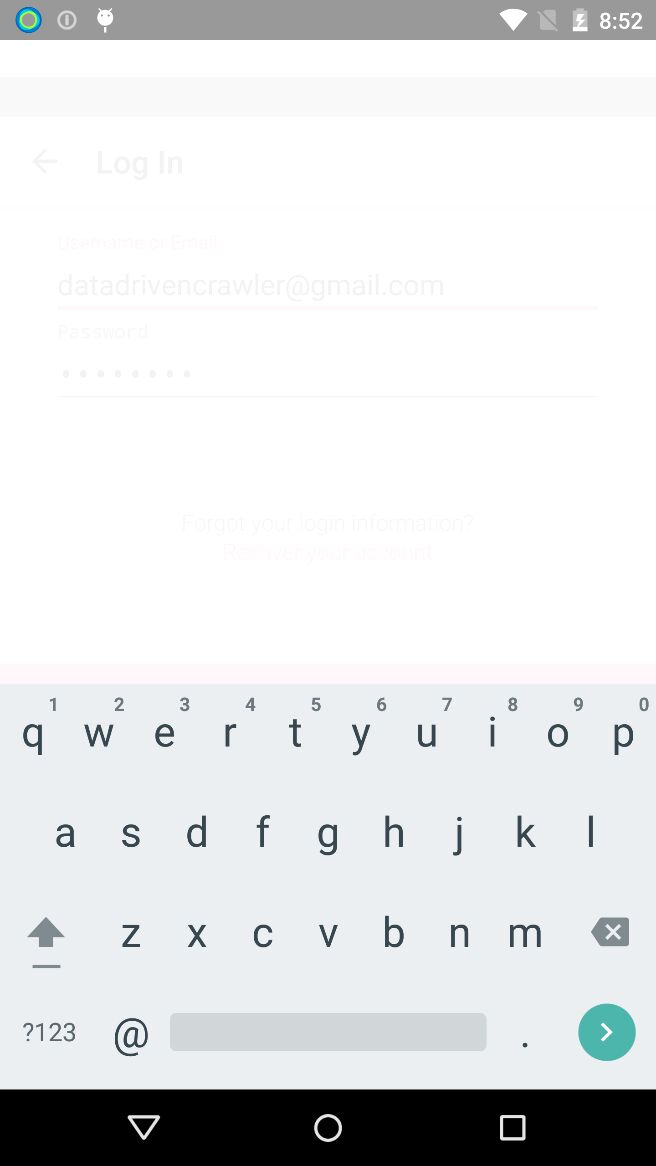 8:52
Log In
Username or Email
datadrivencrawler@gmail.com
Password
••••••••
Forgot your login information?
Recover your account
1 2 3 4 5 6 7 8 9 0
q w e r t y u i o p
a s d f g h j k l
z x c v b n m
?123 @ .